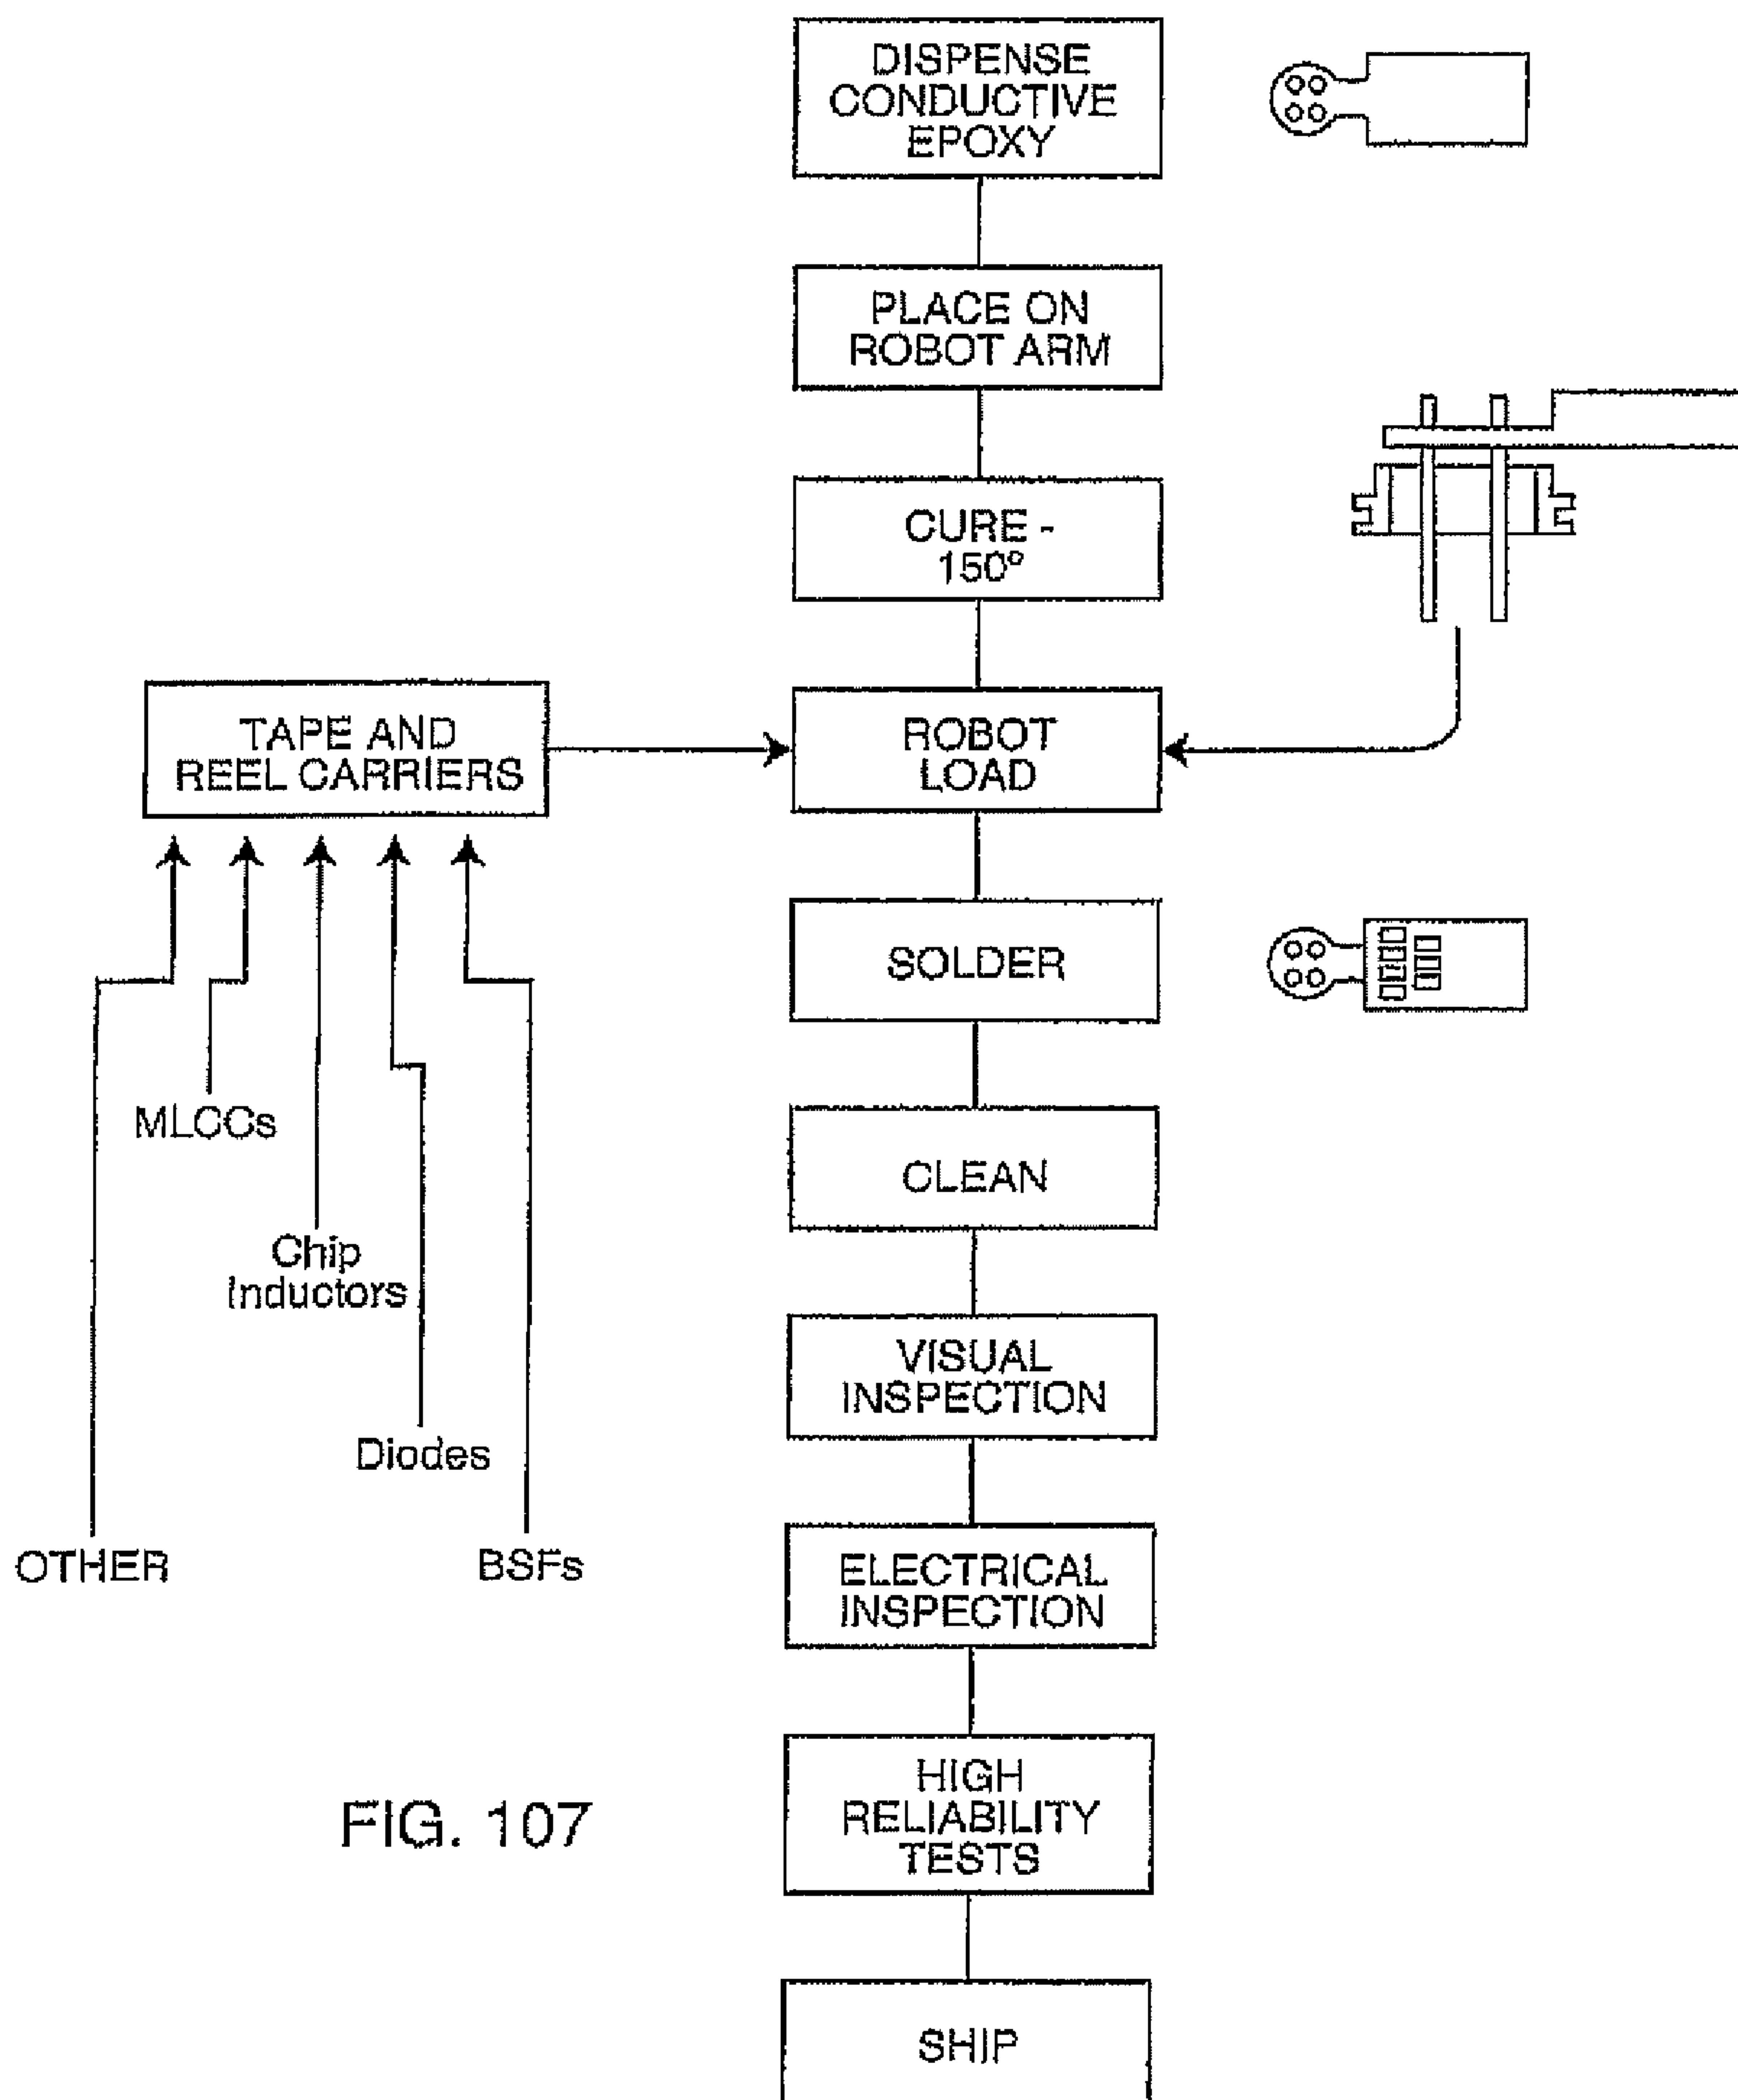 DISPENSE
CONDUCTIVE
EPOXY
PLACE ON
ROBOT ARM
CURE -
150º
TAPE AND
REEL CARRIERS
ROBOT
LOAD
SOLDER
MLCCs
CLEAN
Chip
Inductors
VISUAL
INSPECTION
Diodes
OTHER
BSFs
ELECTRICAL
INSPECTION
HIGH
RELIABILITY
TESTS
FIG. 107
SHIP